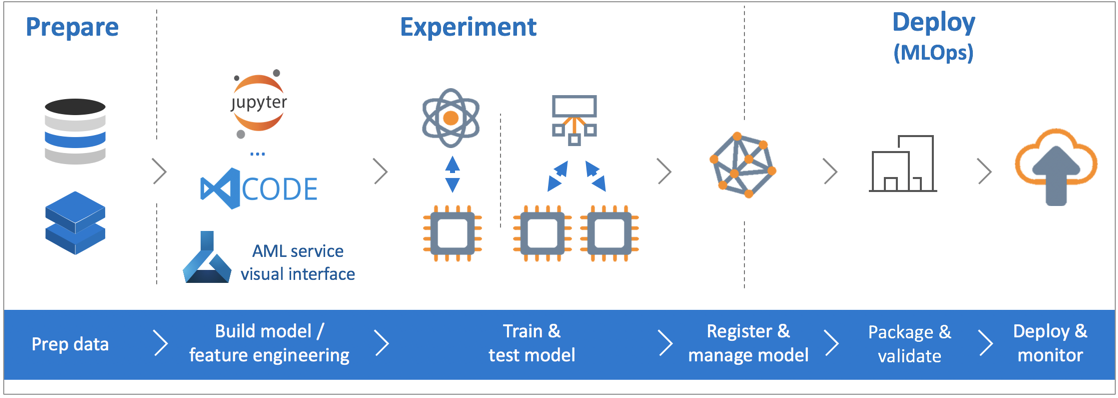 Prepare
Experiment
Deploy
(MLOps)
jupyter
...
CODE
AML service
visual interface
Prep data
Build model /
feature engineering
Train &
test model
Register &
manage model
Package &
validate
Deploy &
monitor